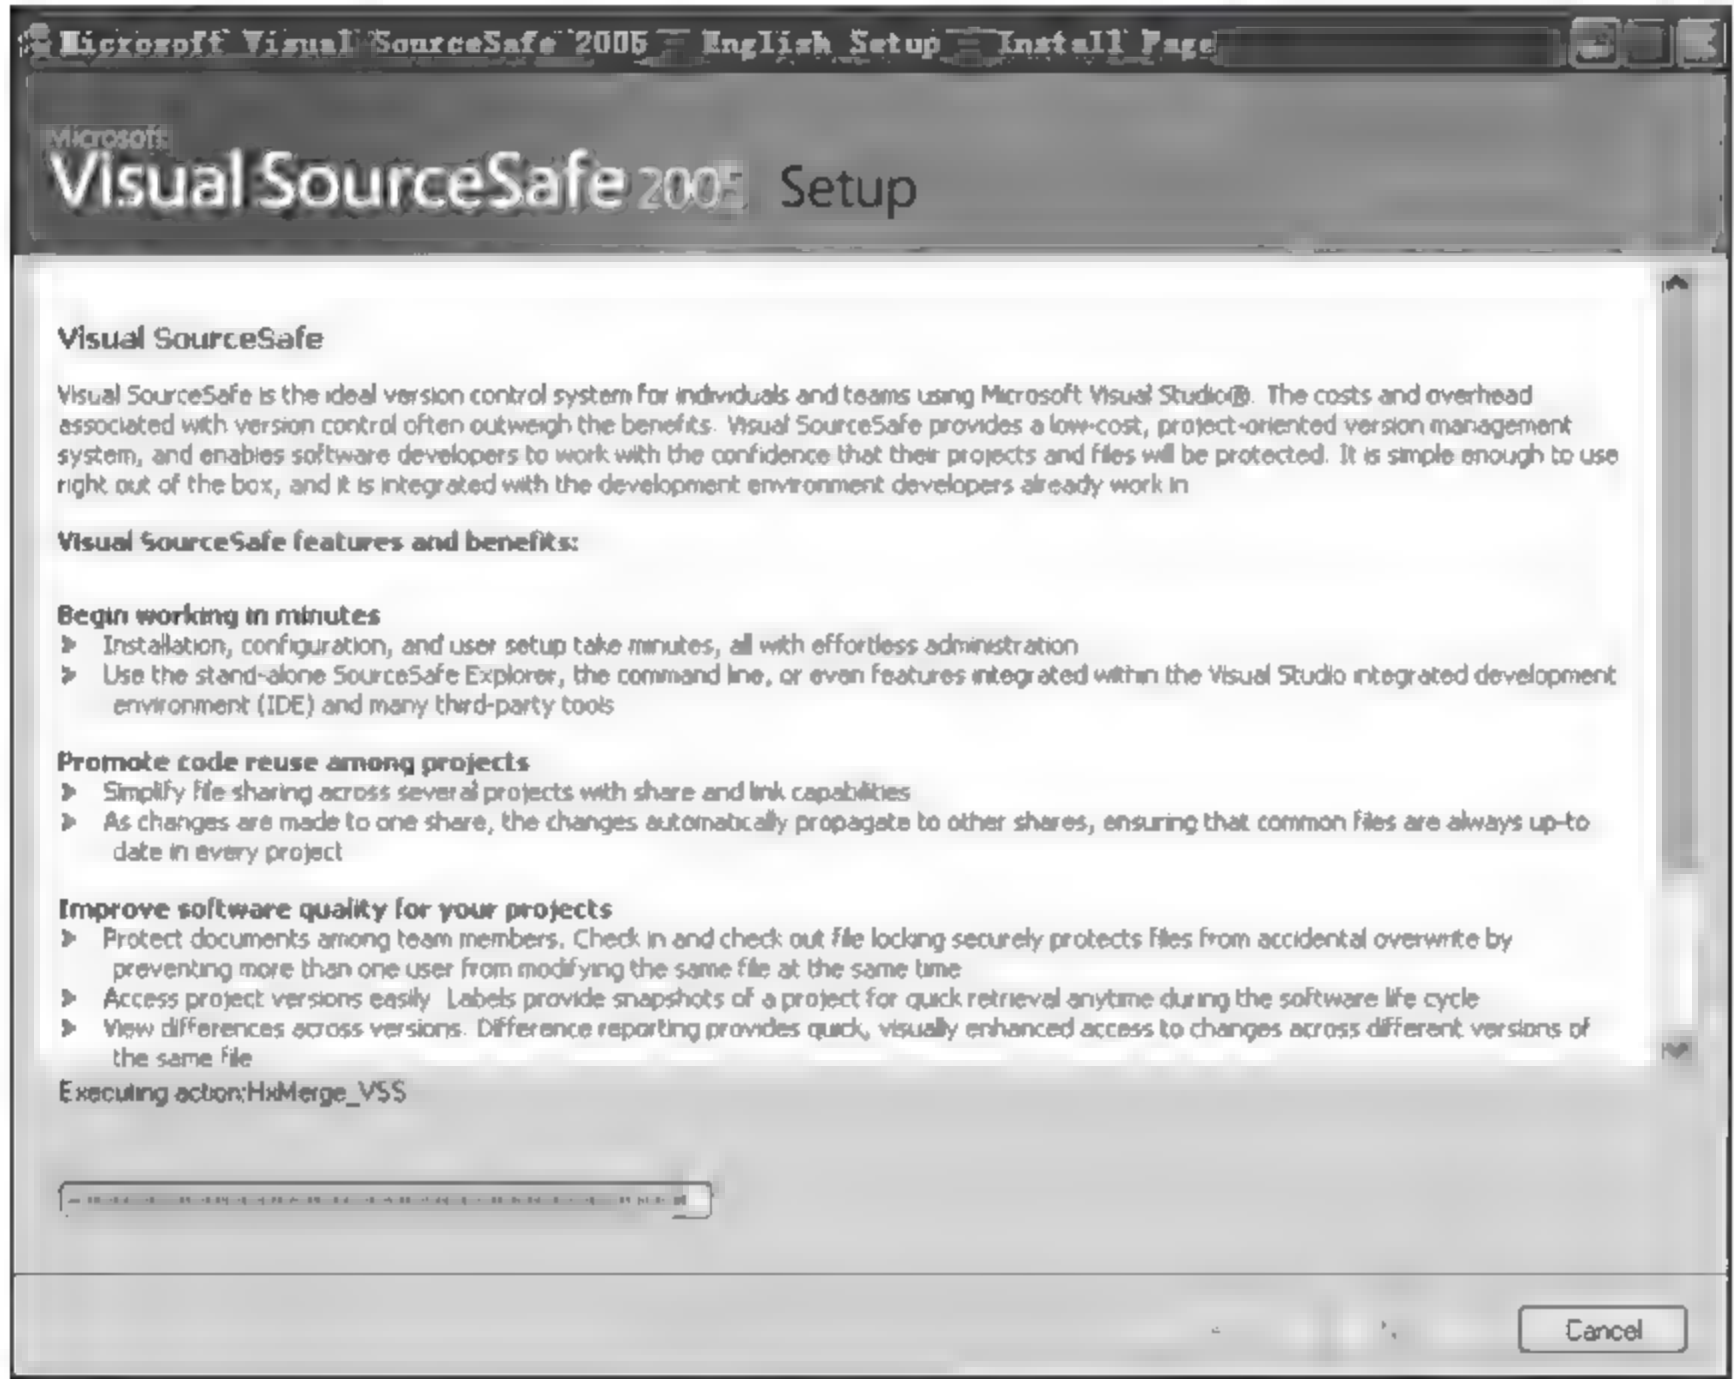 Microsoft Visual SourceSafe 2005 - English Setup - Install Page
Microsoft
Visual SourceSafe 2005 Setup
Visual SourceSafe
Visual SourceSafe is the ideal version control system for individuals and teams using Microsoft Visual Studio®. The costs and overhead
associated with version control often outweigh the benefits. Visual SourceSafe provides a low-cost, project-oriented version management
system, and enables software developers to work with the confidence that their projects and files will be protected. It is simple enough to use
right out of the box, and it is integrated with the development environment developers already work in
Visual SourceSafe features and benefits:
Begin working in minutes
Installation, configuration, and user setup take minutes, all with effortless administration
Use the stand-alone SourceSafe Explorer, the command line, or even features integrated within the Visual Studio integrated development
environment (IDE) and many third-party tools
Promote code reuse among projects
Simplify file sharing across several projects with share and link capabilities
As changes are made to one share, the changes automatically propagate to other shares, ensuring that common files are always up-to
date in every project
Improve software quality for your projects
Protect documents among team members. Check in and check out file locking securely protects files from accidental overwrite by
preventing more than one user from modifying the same file at the same time
Access project versions easily Labels provide snapshots of a project for quick retrieval anytime during the software life cycle
View differences across versions. Difference reporting provides quick, visually enhanced access to changes across different versions of
the same file
Executing action:HxMerge_VSS
Cancel